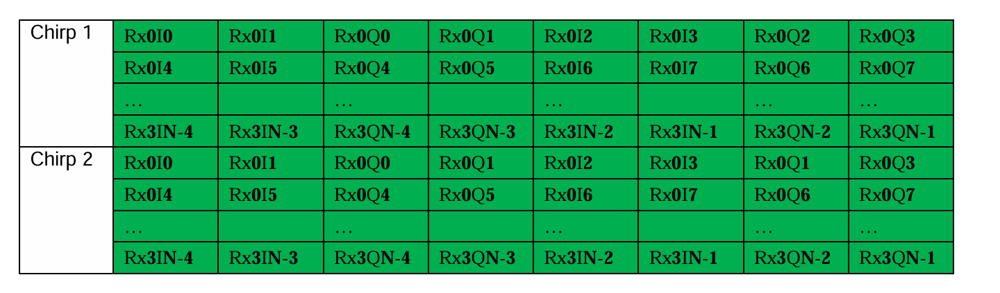 Chirp 1 Rx0I0 Rx0I1 Rx0Q0 Rx0Q1 Rx0I2 Rx0I3 Rx0Q2 Rx0Q3
Rx0I4 Rx0I5 Rx0Q4 Rx0Q5 Rx0I6 Rx0I7 Rx0Q6 Rx0Q7
… … … … …
Rx3IN-4 Rx3IN-3 Rx3QN-4 Rx3QN-3 Rx3IN-2 Rx3IN-1 Rx3QN-2 Rx3QN-1
Chirp 2 Rx0I0 Rx0I1 Rx0Q0 Rx0Q1 Rx0I2 Rx0I3 Rx0Q1 Rx0Q3
Rx0I4 Rx0I5 Rx0Q4 Rx0Q5 Rx0I6 Rx0I7 Rx0Q6 Rx0Q7
… … … … …
Rx3IN-4 Rx3IN-3 Rx3QN-4 Rx3QN-3 Rx3IN-2 Rx3IN-1 Rx3QN-2 Rx3QN-1